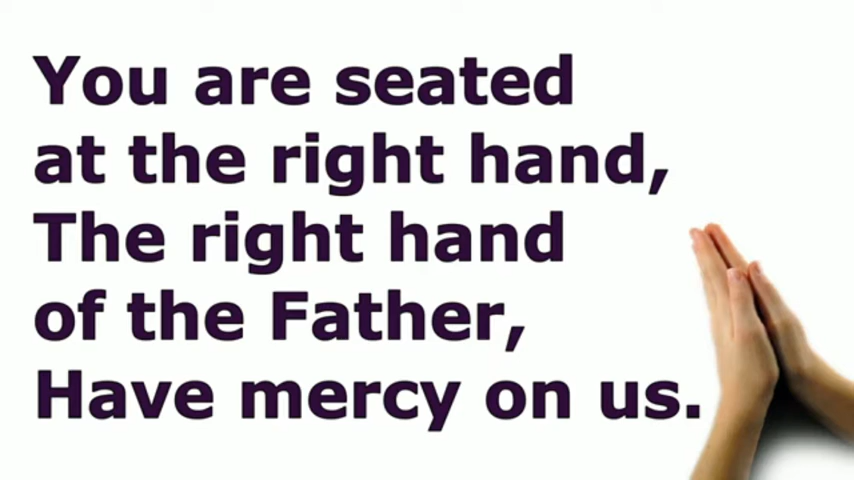 You are seated
at the right hand,
The right hand
of the Father,
Have mercy on us.